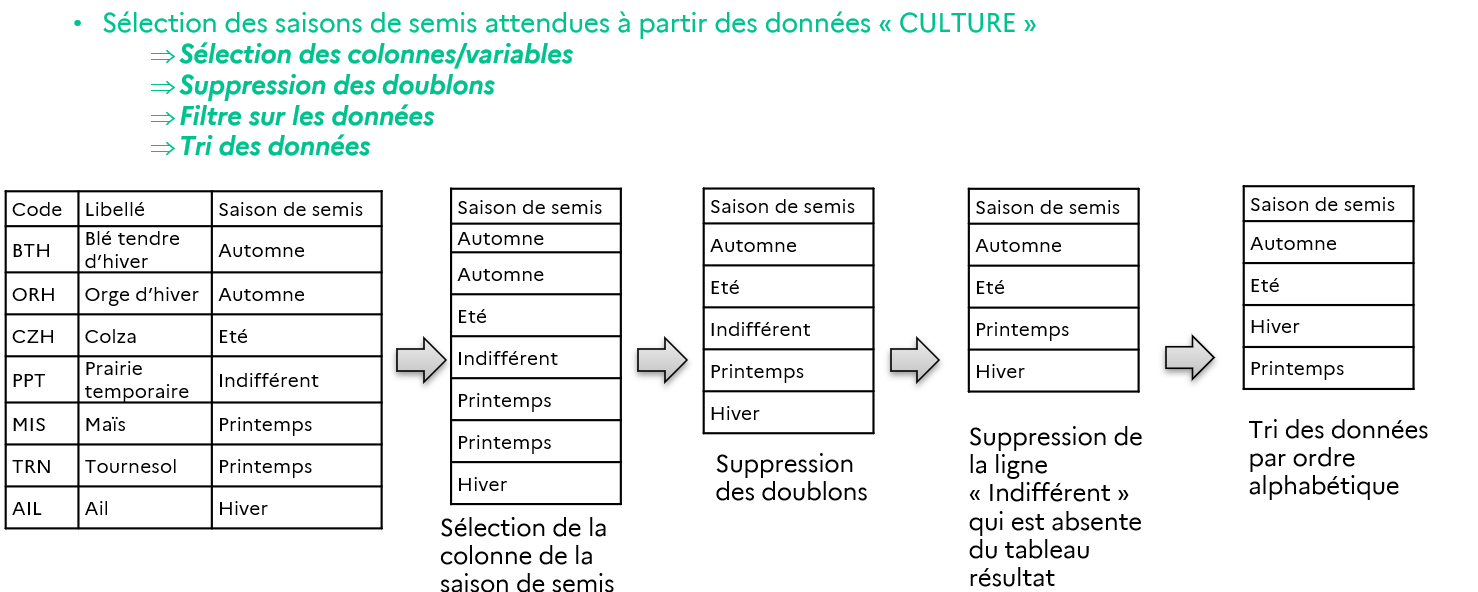 • Sélection des saisons de semis attendues à partir des données « CULTURE »
⇒ Sélection des colonnes/variables
⇒ Suppression des doublons
⇒ Filtre sur les données
⇒ Tri des données
Code Libellé Saison de semis
BTH Blé tendre d’hiver Automne
ORH Orge d’hiver Automne
CZH Colza Eté
PPT Prairie temporaire Indifférent
MIS Maïs Printemps
TRN Tournesol Printemps
AIL Ail Hiver
Saison de semis
Automne
Automne
Eté
Indifférent
Printemps
Printemps
Hiver
Sélection de la
colonne de la
saison de semis
Saison de semis
Automne
Eté
Indifférent
Printemps
Hiver
Suppression
des doublons
Saison de semis
Automne
Eté
Printemps
Hiver
Suppression de
la ligne
« Indifférent »
qui est absente
du tableau
résultat
Saison de semis
Automne
Eté
Hiver
Printemps
Tri des données
par ordre
alphabétique